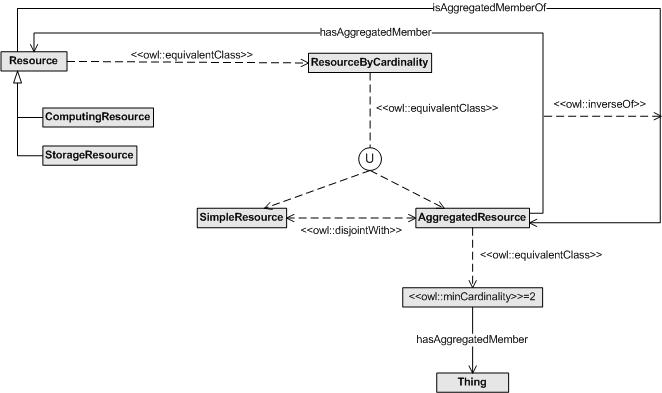 isAggregatedMemberOf
hasAggregatedMember
<<owl::equivalentClass>>
Resource
ResourceByCardinality
<<owl::equivalentClass>>
<<owl::inverseOf>>
ComputingResource
StorageResource
U
SimpleResource
AggregatedResource
<<owl::disjointWith>>
<<owl::equivalentClass>>
<<owl::minCardinality>>=2
hasAggregatedMember
Thing